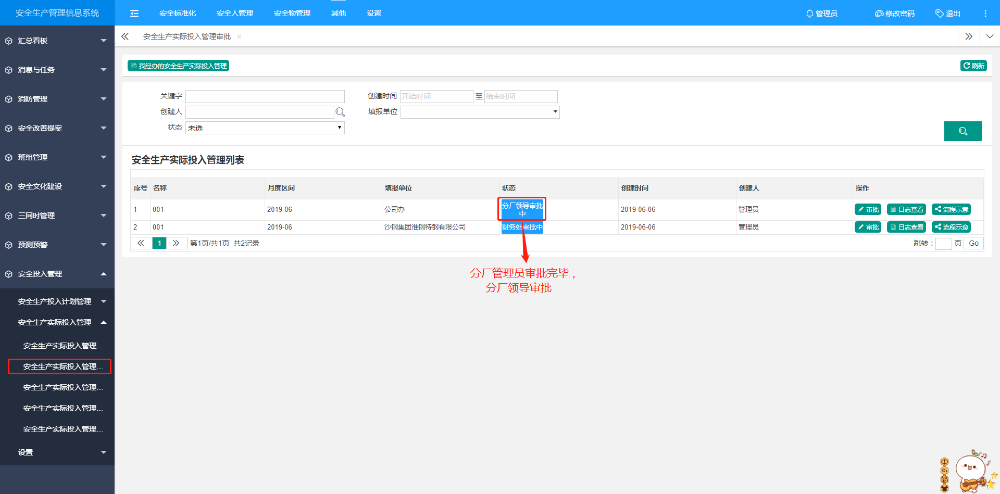 安全生产管理信息系统
安全标准化 安全人管理 安全物管理 其他 设置 管理员 修改密码 退出
安全生产实际投入管理审批
汇总看板
消息与任务
消防管理
安全改善提案
班组管理
安全文化建设
三同时管理
预测预警
安全投入管理
安全生产投入计划管理
安全生产实际投入管理
安全生产实际投入管理...
安全生产实际投入管理...
安全生产实际投入管理...
安全生产实际投入管理...
安全生产实际投入管理...
设置
我经办的安全生产实际投入管理 刷新
关键字 创建时间 开始时间 至 结束时间
创建人 填报单位
状态 未选
安全生产实际投入管理列表
序号 名称 月度区间 填报单位 状态 创建时间 创建人 操作
1 001 2019-06 公司办 分厂领导审批中 2019-06-06 管理员 审批 日志查看 流程示意
2 001 2019-06 沙钢集团淮钢特钢有限公司 财务处审批中 2019-06-06 管理员 审批 日志查看 流程示意
1 第1页/共1页 共2记录 跳转： 页 Go
分厂管理员审批完毕，
分厂领导审批
中
简